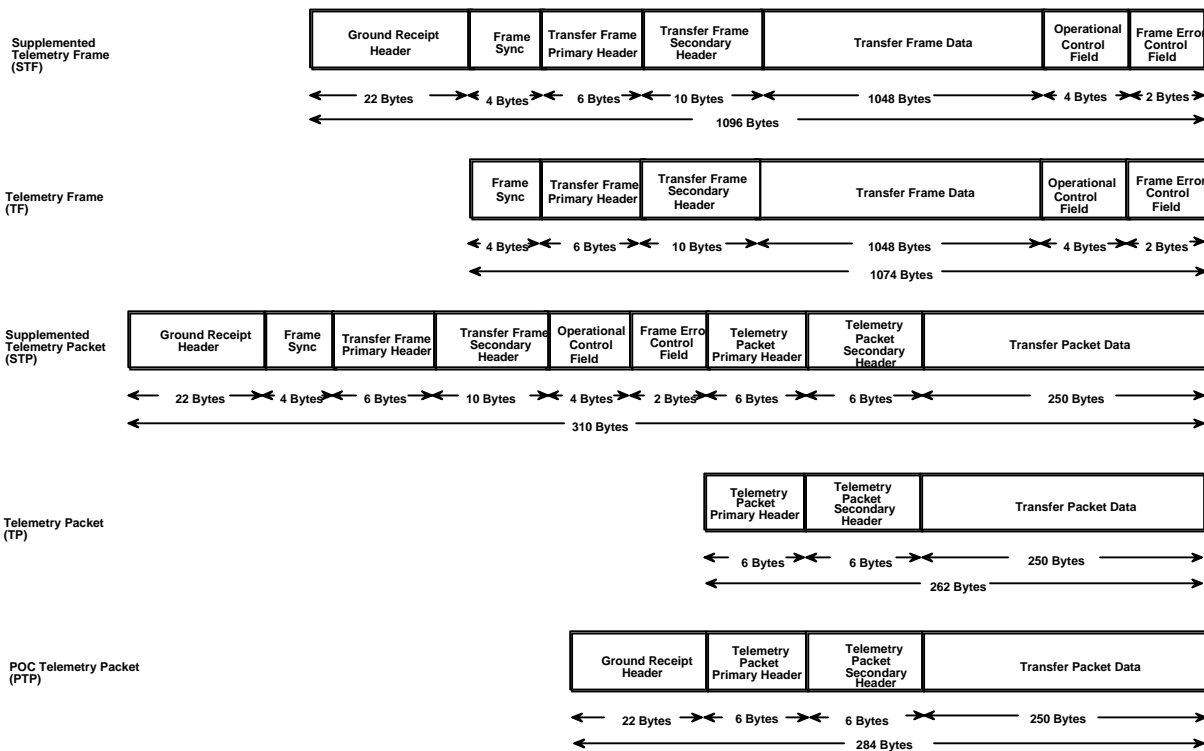 Supplemented
Telemetry Frame
(STF)
Ground Receipt
Header
Frame
Sync
Transfer Frame
Primary Header
Transfer Frame
Secondary
Header
Transfer Frame Data
Operational
Control
Field
Frame Error
Control
Field
22 Bytes
4 Bytes
6 Bytes
10 Bytes
1048 Bytes
4 Bytes
2 Bytes
1096 Bytes
Telemetry Frame
(TF)
Frame
Sync
Transfer Frame
Primary Header
Transfer Frame
Secondary
Header
Transfer Frame Data
Operational
Control
Field
Frame Error
Control
Field
4 Bytes
6 Bytes
10 Bytes
1048 Bytes
4 Bytes
2 Bytes
1074 Bytes
Supplemented
Telemetry Packet
(STP)
Ground Receipt
Header
Frame
Sync
Transfer Frame
Primary Header
Transfer Frame
Secondary
Header
Operational
Control
Field
Frame Erro
Control
Field
Telemetry
Packet
Primary Header
Telemetry
Packet
Secondary
Header
Transfer Packet Data
22 Bytes
4 Bytes
6 Bytes
10 Bytes
4 Bytes
2 Bytes
6 Bytes
6 Bytes
250 Bytes
310 Bytes
Telemetry Packet
(TP)
Telemetry
Packet
Primary Header
Telemetry
Packet
Secondary
Header
Transfer Packet Data
6 Bytes
6 Bytes
250 Bytes
262 Bytes
POC Telemetry Packet
(PTP)
Ground Receipt
Header
Telemetry
Packet
Primary Header
Telemetry
Packet
Secondary
Header
Transfer Packet Data
22 Bytes
6 Bytes
6 Bytes
250 Bytes
284 Bytes